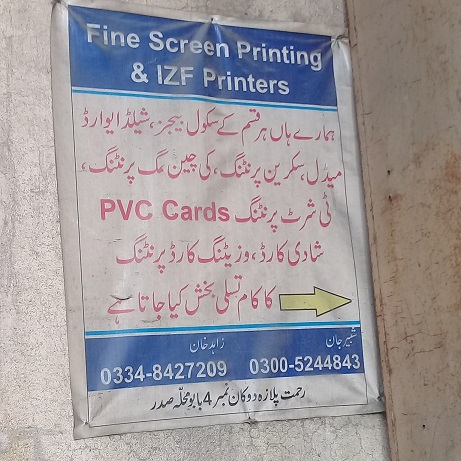 Fine Screen Printing
& IZF Printers
ہمارے ہاں ہر قسم کے سکول بیجز، شیلڈ ایوارڈ
میڈل، سکرین پرنٹنگ، کی چین، مگ پرنٹنگ،
ٹی شرٹ پرنٹنگ PVC Cards
شادی کارڈ، وزیٹنگ کارڈ پرنٹنگ
کا کام تسلی بخش کیا جاتا ہے
شبیر جان زاہد خان
0300-5244843 0334-8427209
رحمت پلازہ دوکان نمبر 4 بابو محلہ صدر